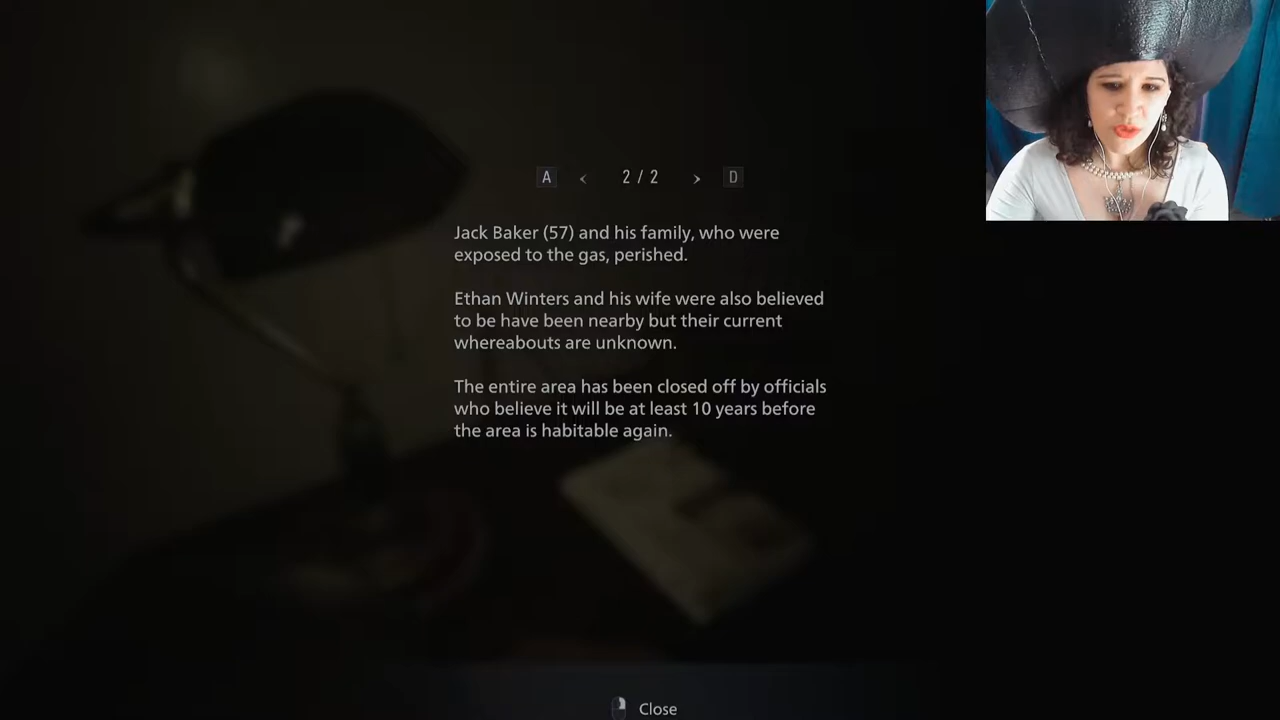 A < 2 / 2 > D
Jack Baker (57) and his family, who were
exposed to the gas, perished.
Ethan Winters and his wife were also believed
to be have been nearby but their current
whereabouts are unknown.
The entire area has been closed off by officials
who believe it will be at least 10 years before
the area is habitable again.
Close